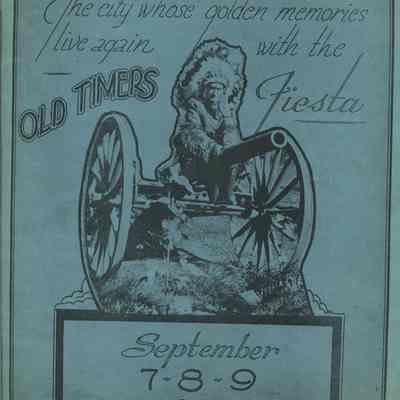 The city whose golden memories
live again with the
OLD TIMERS Fiesta
September
7-8-9